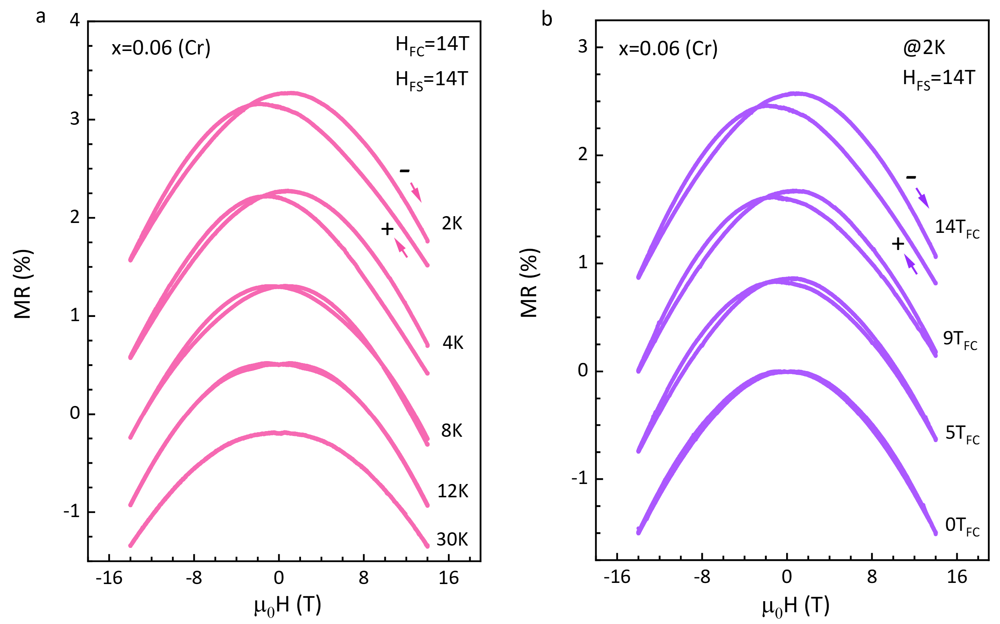 a
x=0.06 (Cr)
H_FC=14T
H_FS=14T
4
3
2
1
0
-1
MR (%)
−
+
2K
4K
8K
12K
30K
-16 -8 0 8 16
μ₀H (T)
b
x=0.06 (Cr)
@2K
H_FS=14T
3
2
1
0
-1
MR (%)
−
+
14T_FC
9T_FC
5T_FC
0T_FC
-16 -8 0 8 16
μ₀H (T)